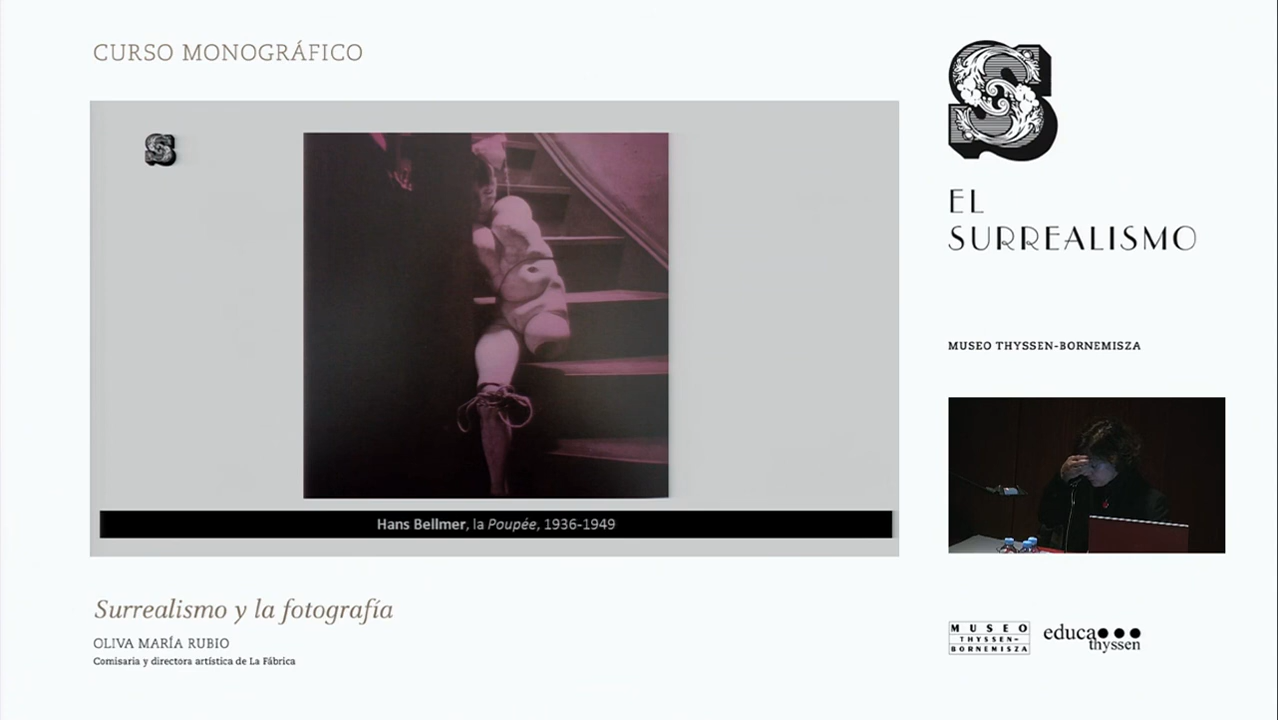 CURSO MONOGRÁFICO
S
S
EL
SURREALISMO
MUSEO THYSSEN-BORNEMISZA
Hans Bellmer, la Poupée, 1936-1949
Surrealismo y la fotografía
OLIVA MARÍA RUBIO
Comisaria y directora artística de La Fábrica
MUSEO
THYSSEN-
BORNEMISZA
educa
thyssen